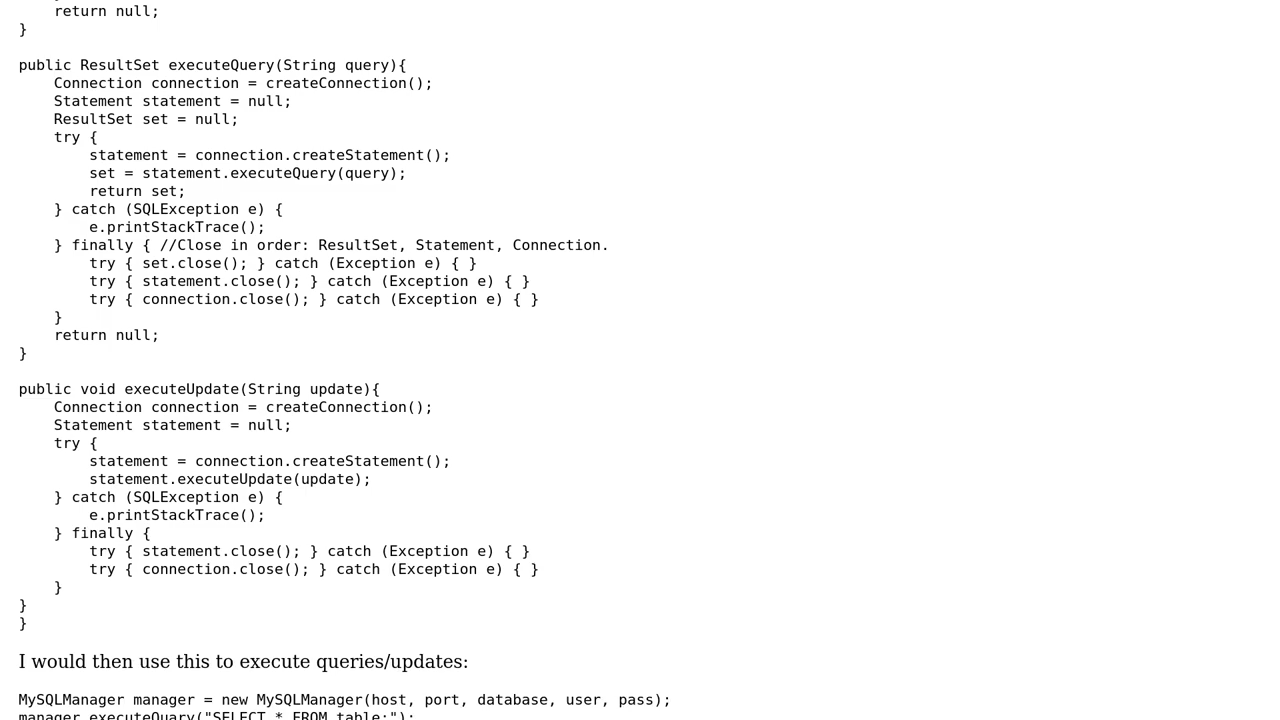 return null;
}
public ResultSet executeQuery(String query){
    Connection connection = createConnection();
    Statement statement = null;
    ResultSet set = null;
    try {
        statement = connection.createStatement();
        set = statement.executeQuery(query);
        return set;
    } catch (SQLException e) {
        e.printStackTrace();
    } finally { //Close in order: ResultSet, Statement, Connection.
        try { set.close(); } catch (Exception e) { }
        try { statement.close(); } catch (Exception e) { }
        try { connection.close(); } catch (Exception e) { }
    }
    return null;
}
public void executeUpdate(String update){
    Connection connection = createConnection();
    Statement statement = null;
    try {
        statement = connection.createStatement();
        statement.executeUpdate(update);
    } catch (SQLException e) {
        e.printStackTrace();
    } finally {
        try { statement.close(); } catch (Exception e) { }
        try { connection.close(); } catch (Exception e) { }
    }
}
}
I would then use this to execute queries/updates:
MySQLManager manager = new MySQLManager(host, port, database, user, pass);
manager.executeQuary("SELECT * FROM table;");